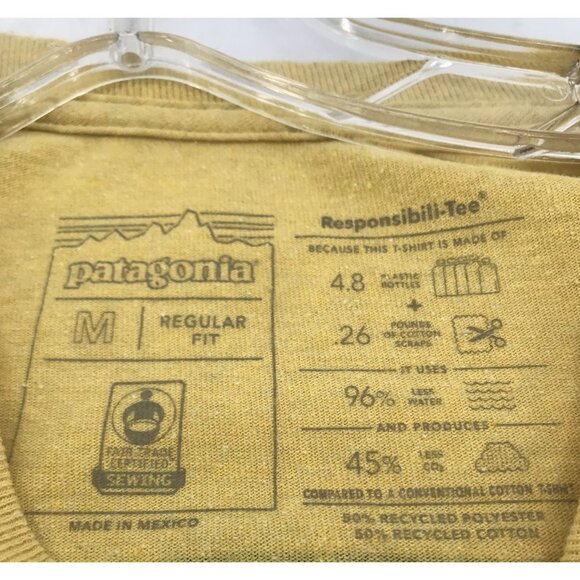 patagonia®
M
REGULAR
FIT
FAIR TRADE
CERTIFIED
SEWING
MADE IN MEXICO
Responsibili-Tee®
BECAUSE THIS T-SHIRT IS MADE OF
4.8 PLASTIC
BOTTLES
+
.26 POUNDS
OF COTTON
SCRAPS
IT USES
96% LESS
WATER
AND PRODUCES
45% LESS
CO₂
COMPARED TO A CONVENTIONAL COTTON T-SHIRT
50% RECYCLED POLYESTER
50% RECYCLED COTTON